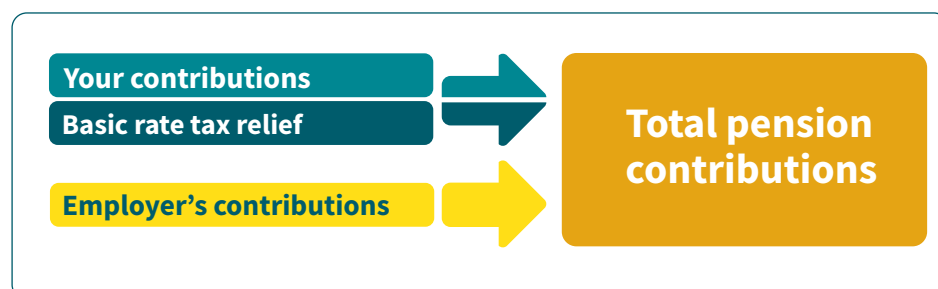 Your contributions
Basic rate tax relief
Employer’s contributions
Total pension
contributions